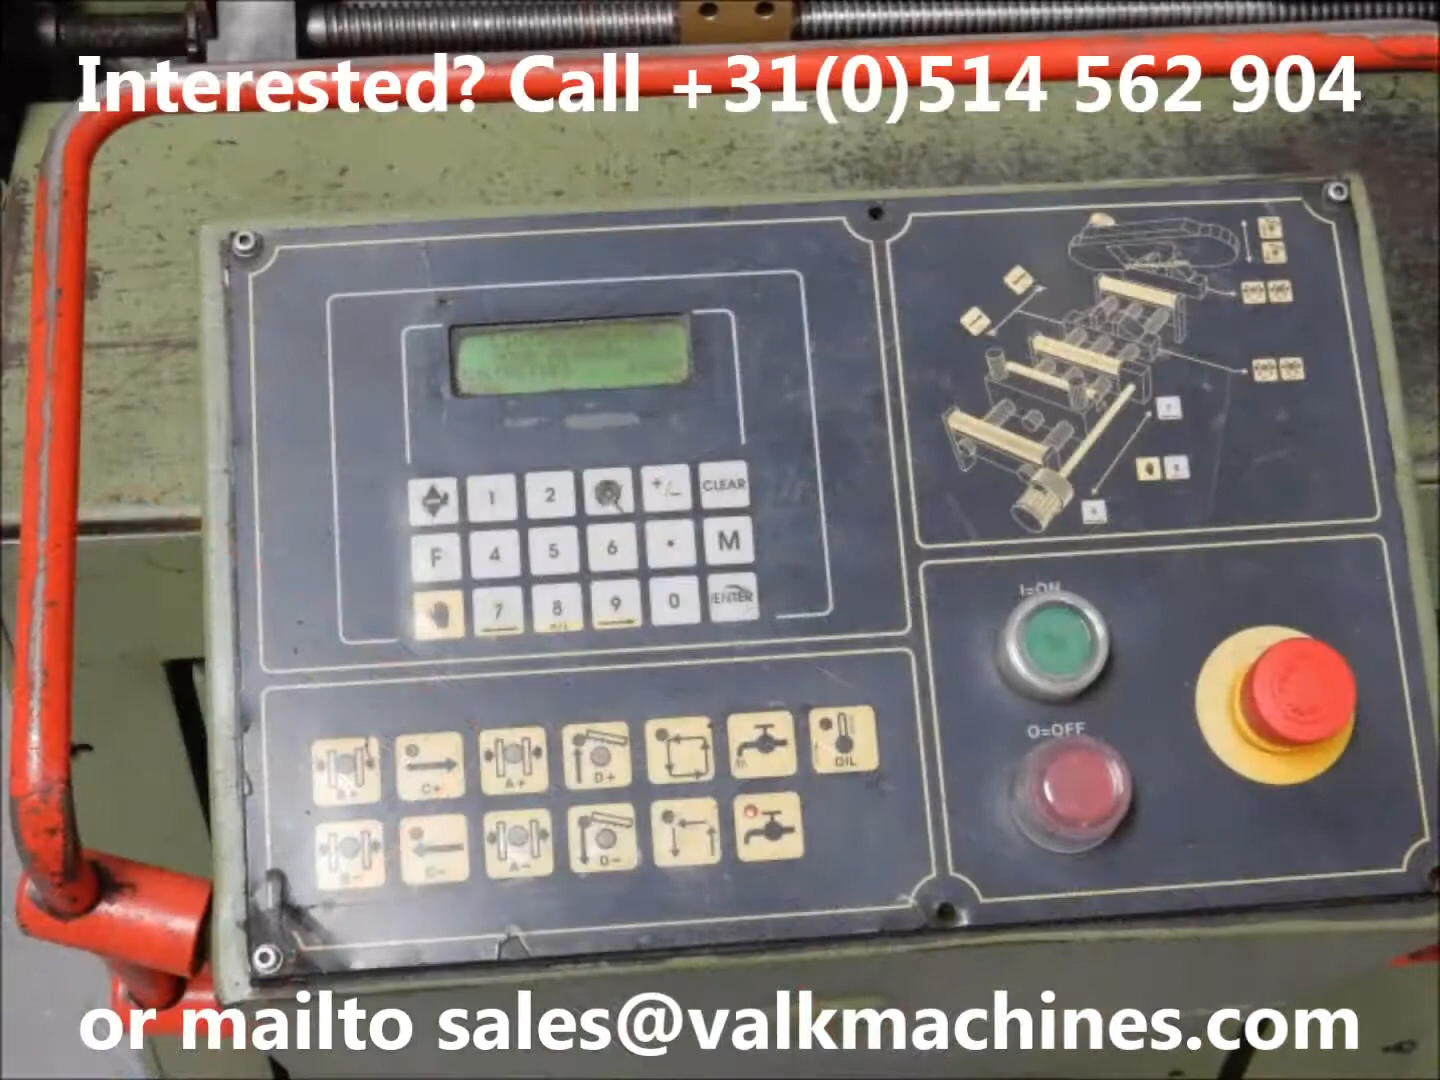 Interested? Call +31(0)514 562 904
1 2 +/- CLEAR
F 4 5 6 . M
7 8 9 0 ENTER
I=ON
O=OFF
B+ C+ A+ D+ OIL
B- C- A- D-
or mailto sales@valkmachines.com